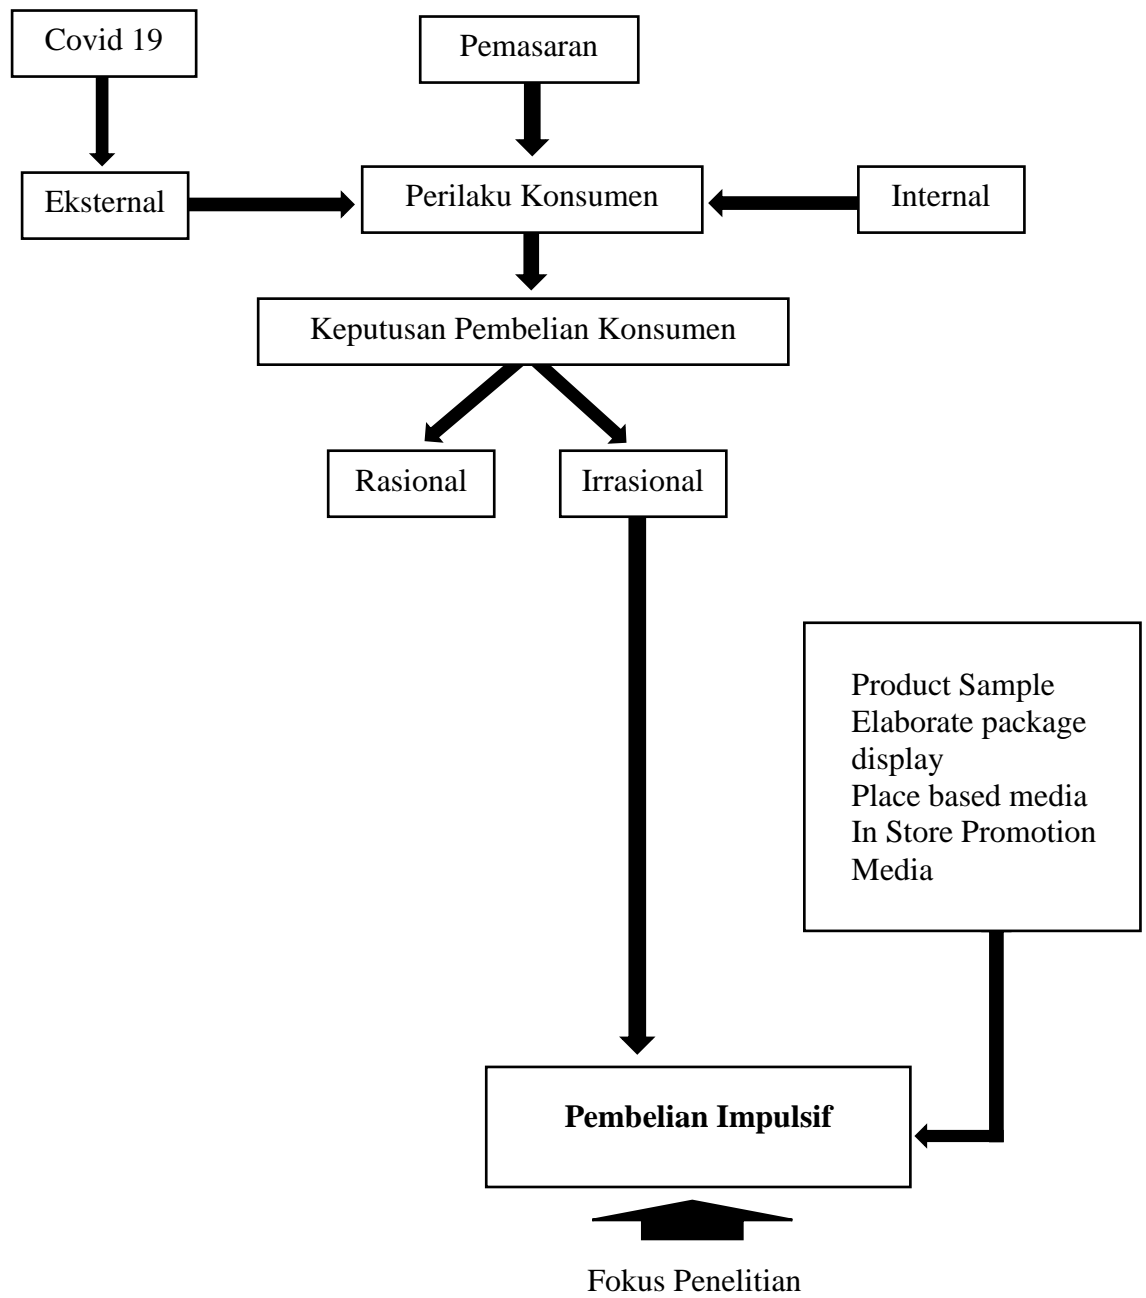 Covid 19
Pemasaran
Eksternal
Perilaku Konsumen
Internal
Keputusan Pembelian Konsumen
Rasional
Irrasional
Product Sample
Elaborate package
display
Place based media
In Store Promotion
Media
Pembelian Impulsif
Fokus Penelitian